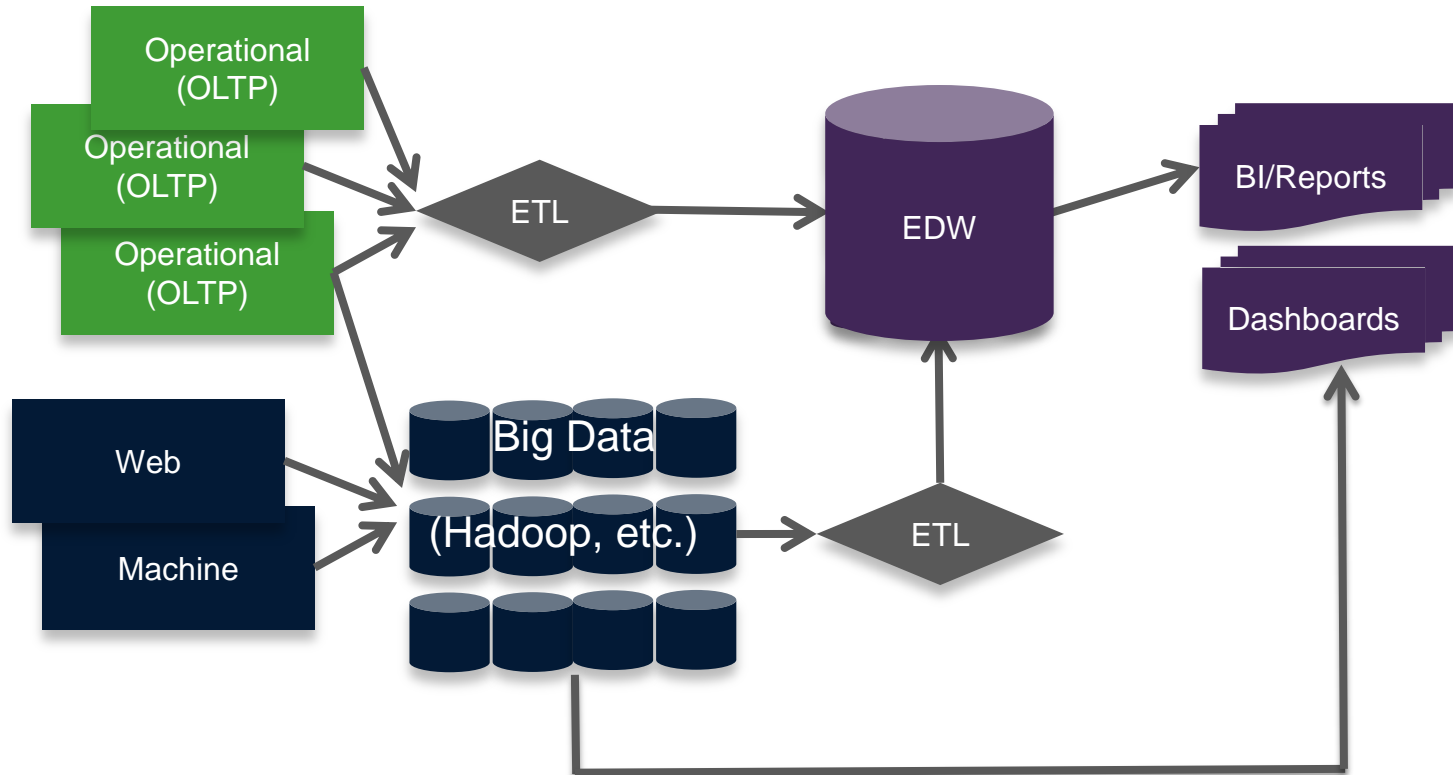 Operational
(OLTP)
Operational
(OLTP)
Operational
(OLTP)
ETL
EDW
BI/Reports
Dashboards
Web
Machine
Big Data
(Hadoop, etc.)
ETL